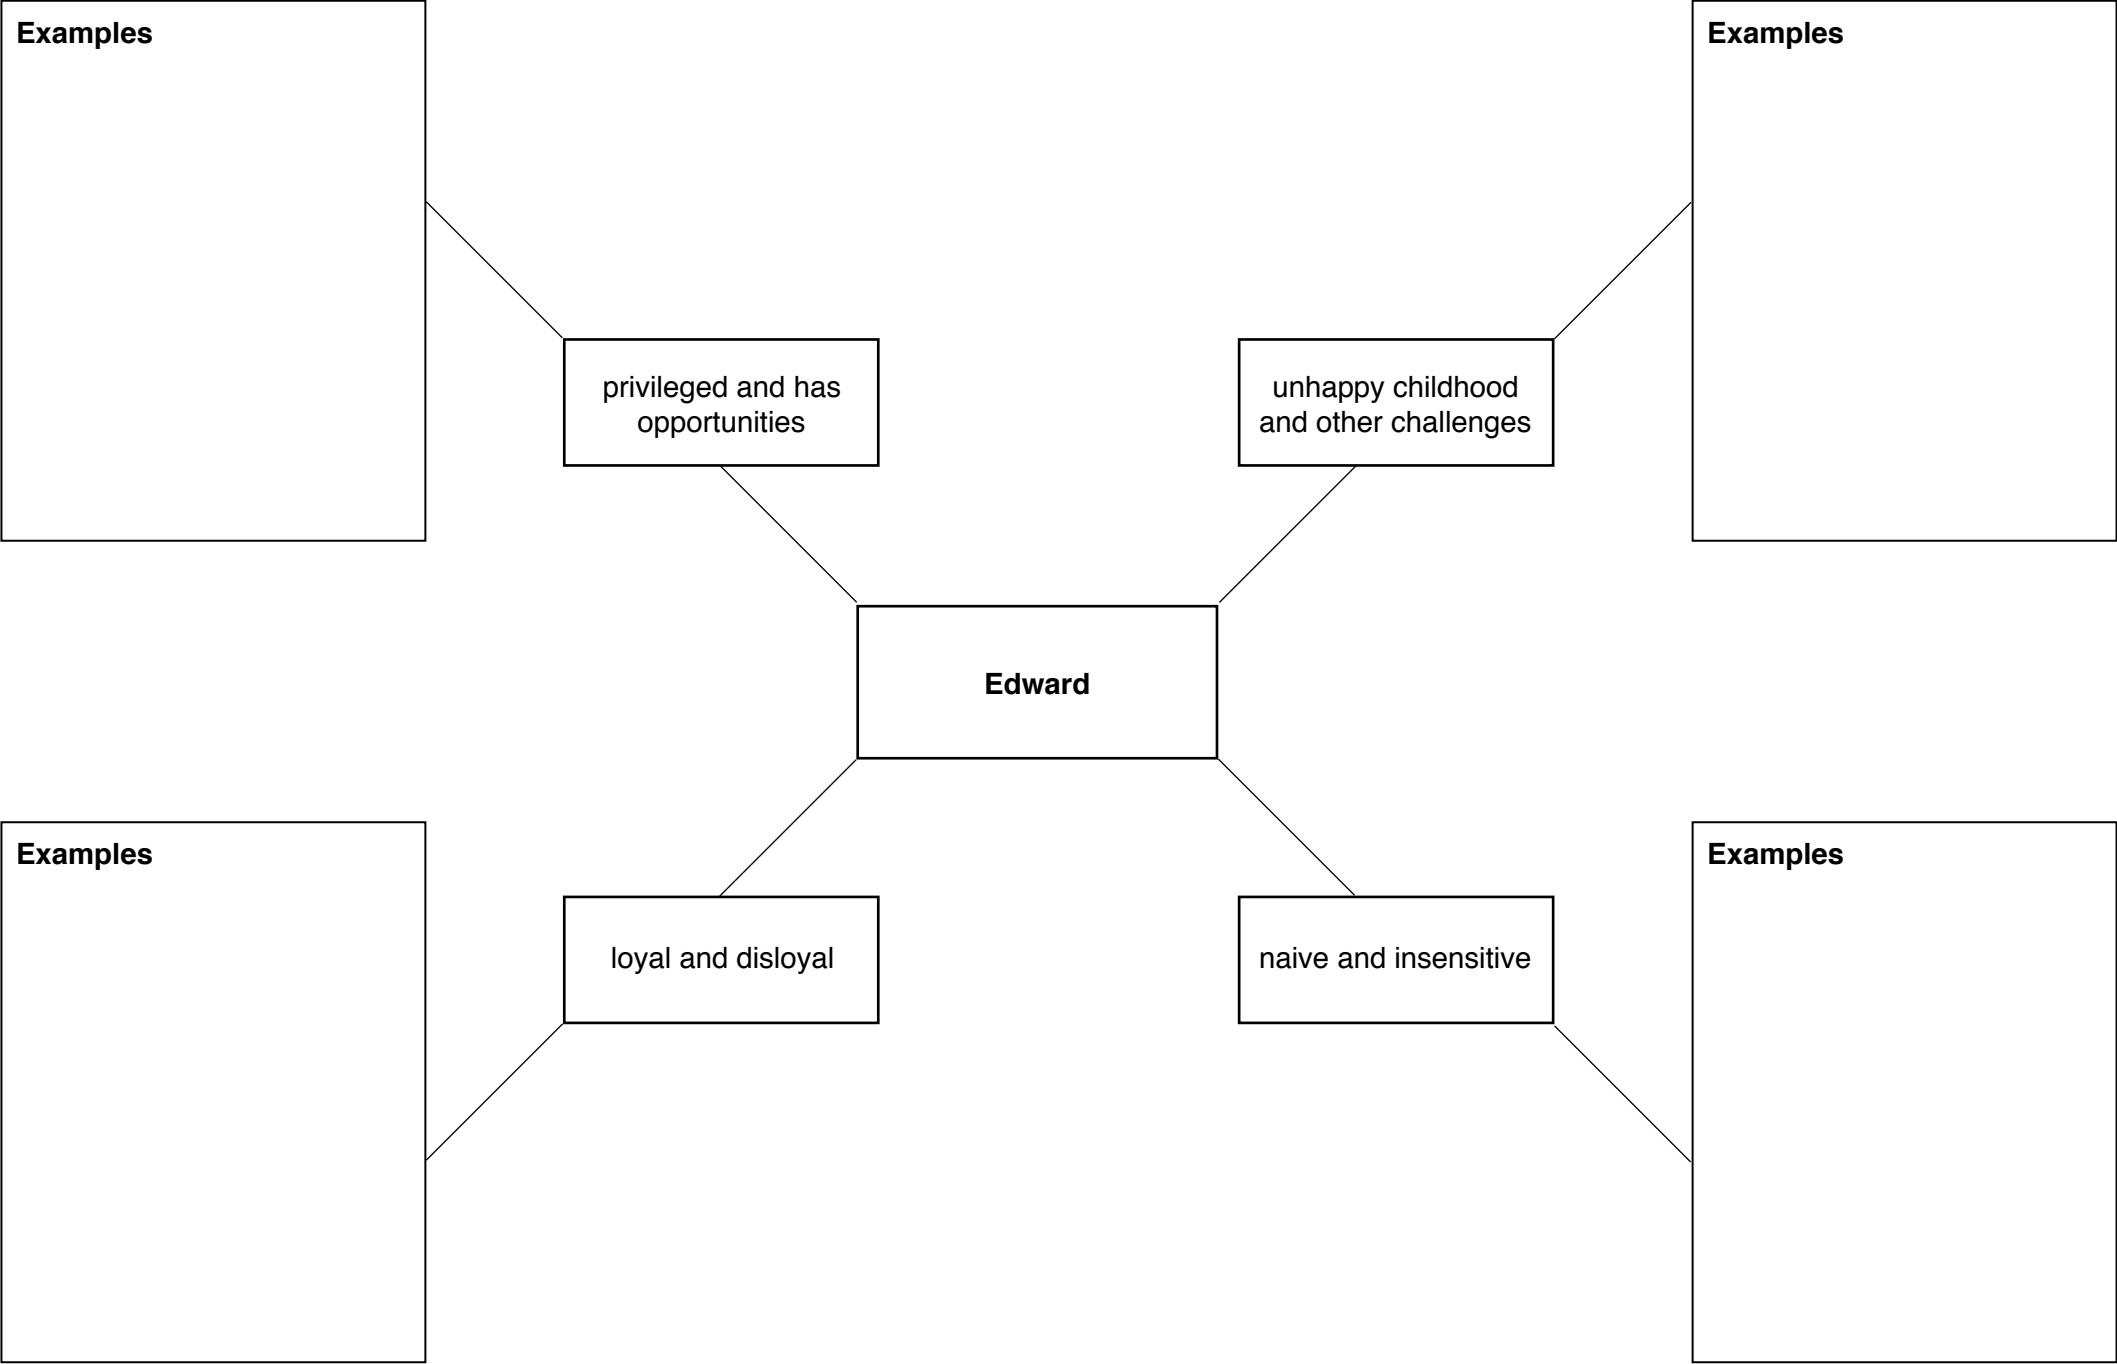 Examples
Examples
privileged and has
opportunities
unhappy childhood
and other challenges
Edward
Examples
Examples
loyal and disloyal
naive and insensitive